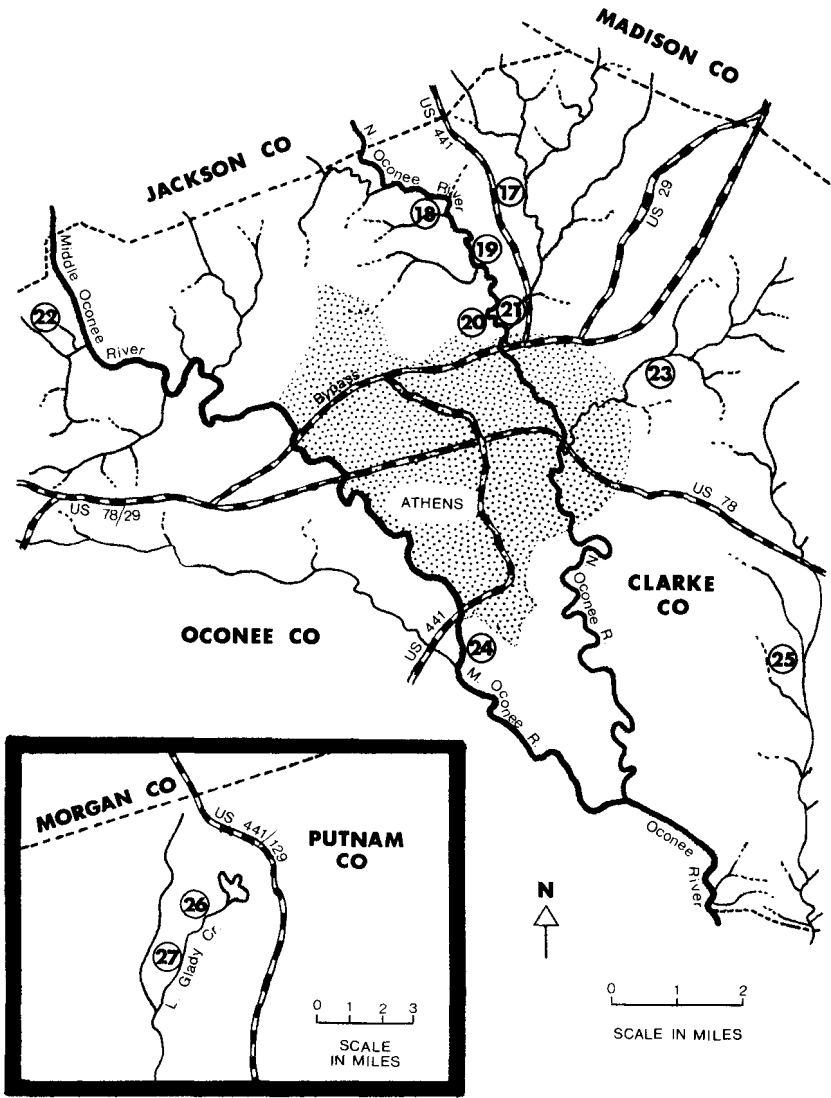 MADISON CO
JACKSON CO
N. Oconee River
US 441
17
US 29
18
19
Middle Oconee River
22
20
21
23
Bypass
ATHENS
US 78/29
US 78
N. Oconee R.
CLARKE
CO
OCONEE CO
US 441
24
25
M. Oconee R.
MORGAN CO
US 441/129
PUTNAM
CO
Oconee River
26
N
27
L. Glady Cr.
0 1 2 3
SCALE
IN MILES
0 1 2
SCALE IN MILES